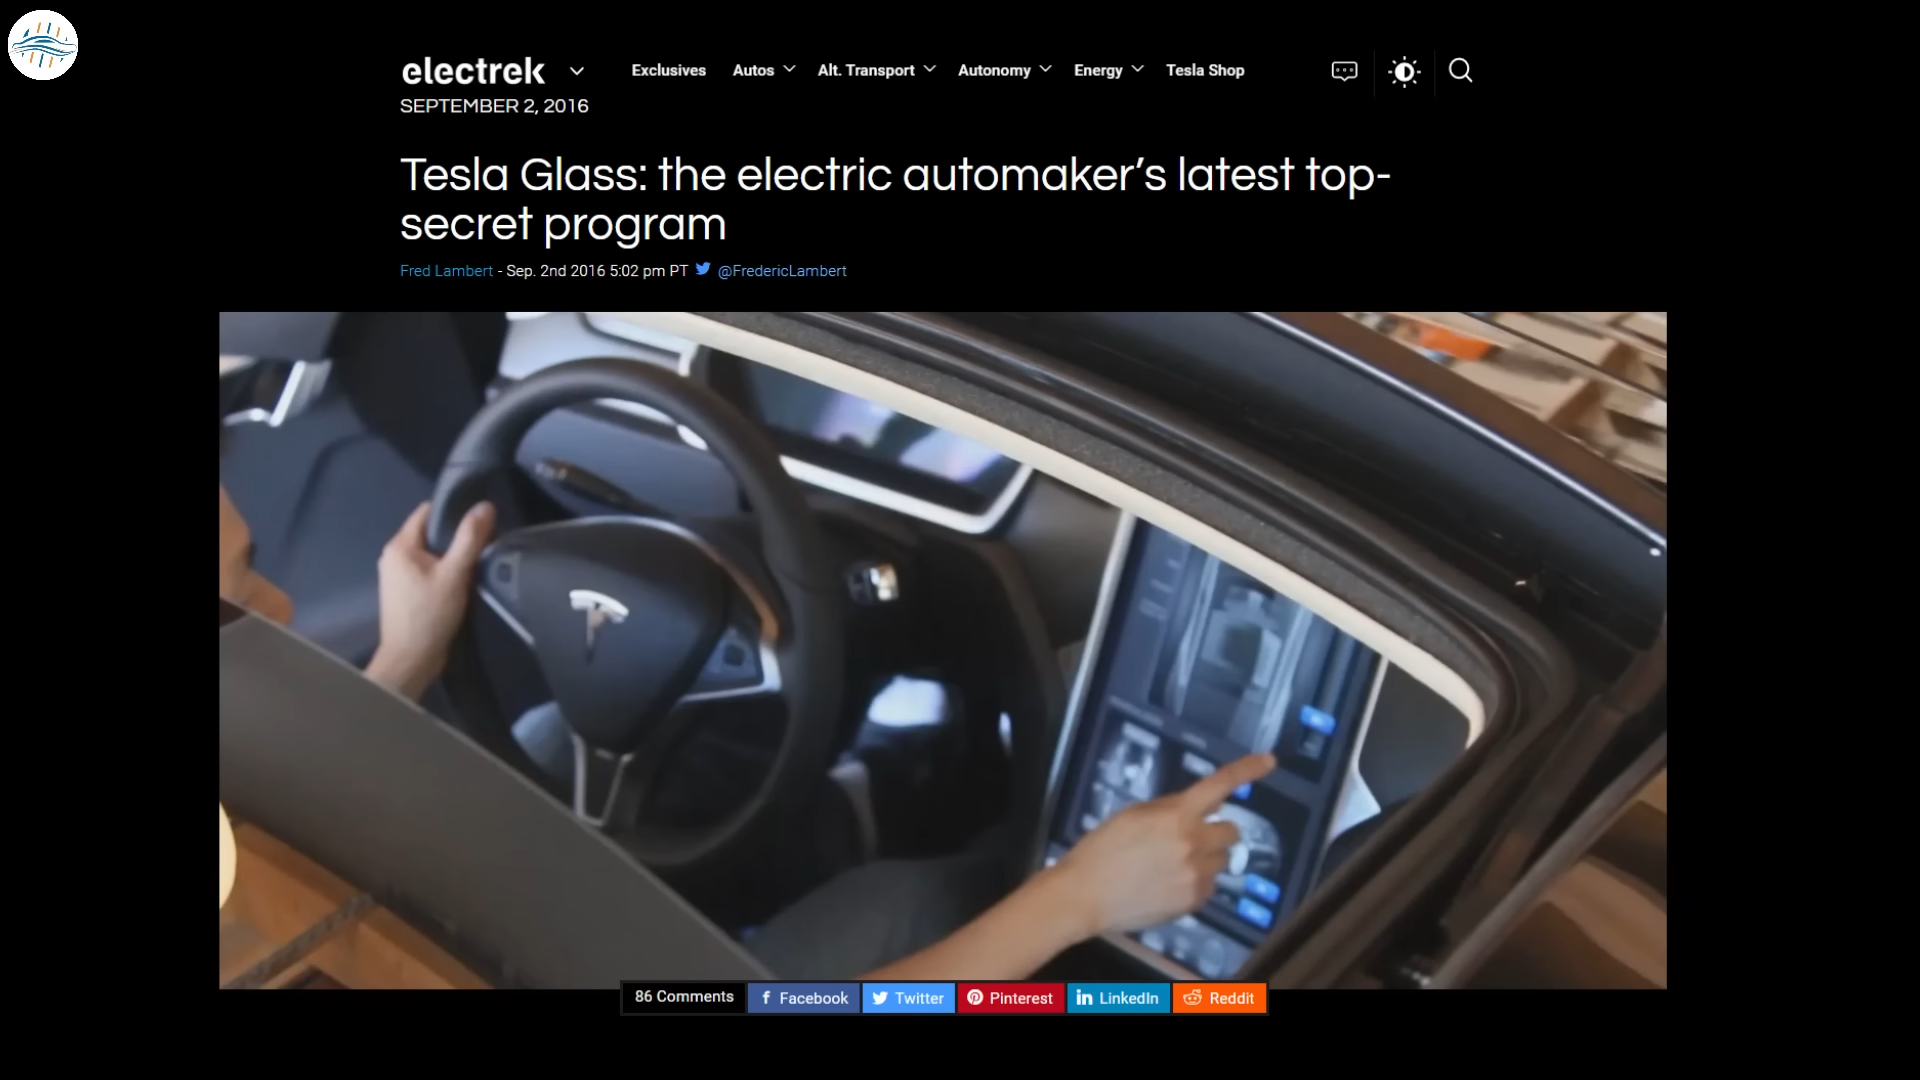 electrek
Exclusives
Autos
Alt. Transport
Autonomy
Energy
Tesla Shop
SEPTEMBER 2, 2016
Tesla Glass: the electric automaker’s latest top-
secret program
Fred Lambert - Sep. 2nd 2016 5:02 pm PT @FredericLambert
86 Comments
Facebook
Twitter
Pinterest
LinkedIn
Reddit